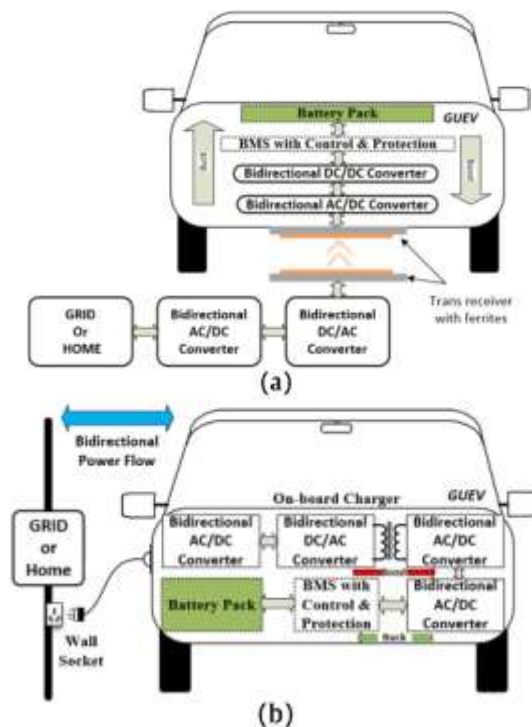 Battery Pack
GUEV
BMS with Control & Protection
Buck
Boost
Bidirectional DC/DC Converter
Bidirectional AC/DC Converter
Trans receiver
with ferrites
GRID
Or
HOME
Bidirectional
AC/DC
Converter
Bidirectional
DC/AC
Converter
(a)
Bidirectional
Power Flow
On-board Charger
GUEV
GRID
or
Home
Bidirectional
AC/DC
Converter
Bidirectional
DC/AC
Converter
Bidirectional
AC/DC
Converter
Battery Pack
BMS with
Control &
Protection
Bidirectional
AC/DC
Converter
Wall
Socket
Buck
(b)